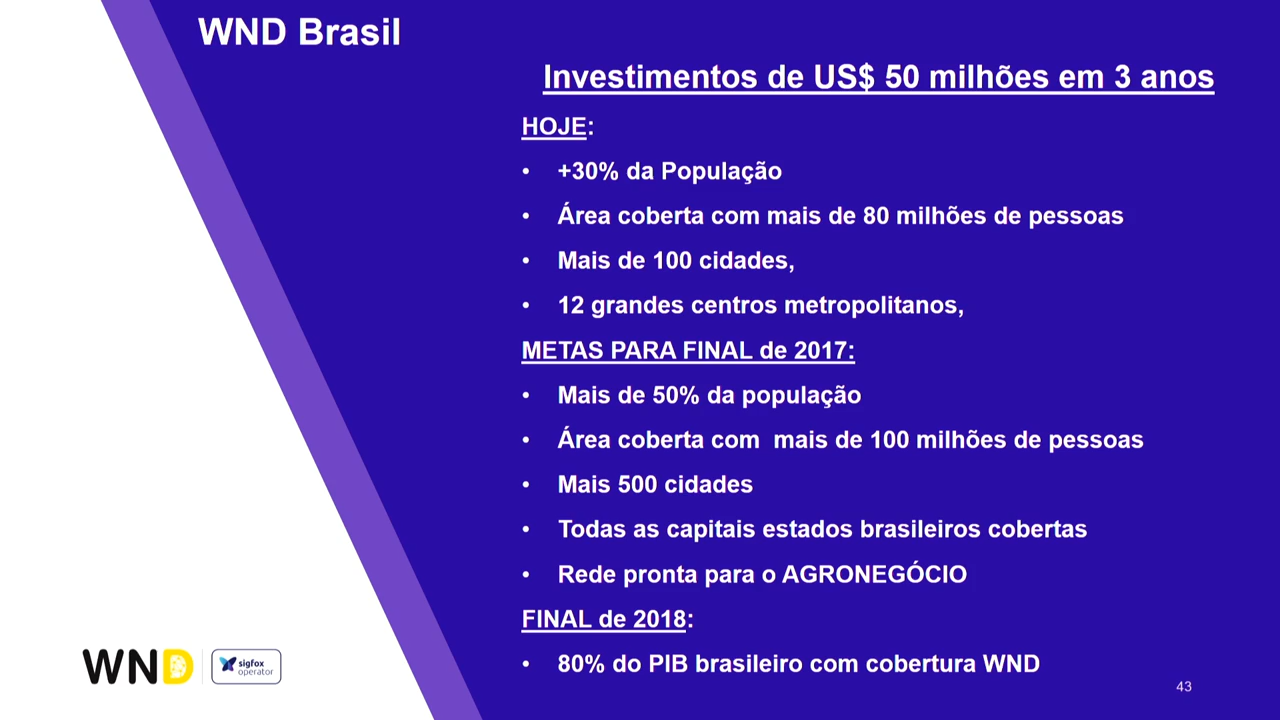 WND Brasil
Investimentos de US$ 50 milhões em 3 anos
HOJE:
• +30% da População
• Área coberta com mais de 80 milhões de pessoas
• Mais de 100 cidades,
• 12 grandes centros metropolitanos,
METAS PARA FINAL de 2017:
• Mais de 50% da população
• Área coberta com  mais de 100 milhões de pessoas
• Mais 500 cidades
• Todas as capitais estados brasileiros cobertas
• Rede pronta para o AGRONEGÓCIO
FINAL de 2018:
• 80% do PIB brasileiro com cobertura WND
WND
sigfox
operator
43